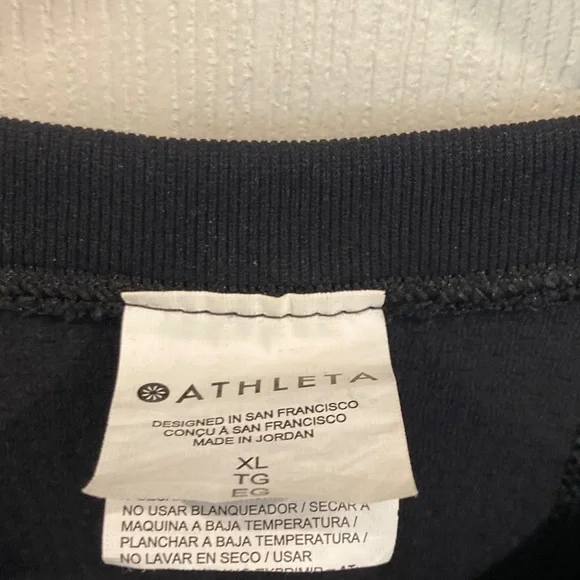 ATHLETA
DESIGNED IN SAN FRANCISCO
CONÇU À SAN FRANCISCO
MADE IN JORDAN
XL
TG
EG
NO USAR BLANQUEADOR / SECAR A
MAQUINA A BAJA TEMPERATURA /
PLANCHAR A BAJA TEMPERATURA /
NO LAVAR EN SECO / USAR